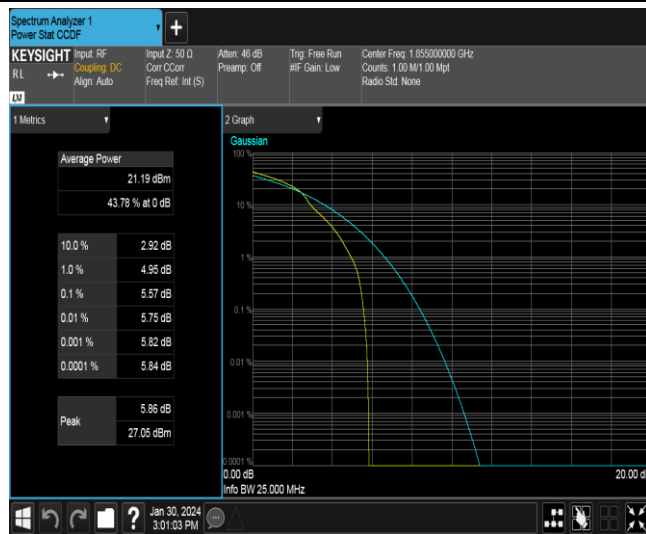 Spectrum Analyzer 1
Power Stat CCDF
KEYSIGHT
RL
LXI
Input: RF
Coupling: DC
Align: Auto
Input Z: 50 Ω
Corr CCorr
Freq Ref: Int (S)
Atten: 46 dB
Preamp: Off
Trig: Free Run
#IF Gain: Low
Center Freq: 1.855000000 GHz
Counts: 1.00 M/1.00 Mpt
Radio Std: None
1 Metrics
Average Power
21.19 dBm
43.78 % at 0 dB
10.0 % 2.92 dB
1.0 % 4.95 dB
0.1 % 5.57 dB
0.01 % 5.75 dB
0.001 % 5.82 dB
0.0001 % 5.84 dB
Peak 5.86 dB
27.05 dBm
2 Graph
Gaussian
100 %
10 %
1 %
0.1 %
0.01 %
0.001 %
0.0001 %
0.00 dB
20.00 d
Info BW 25.000 MHz
?
Jan 30, 2024
3:01:03 PM